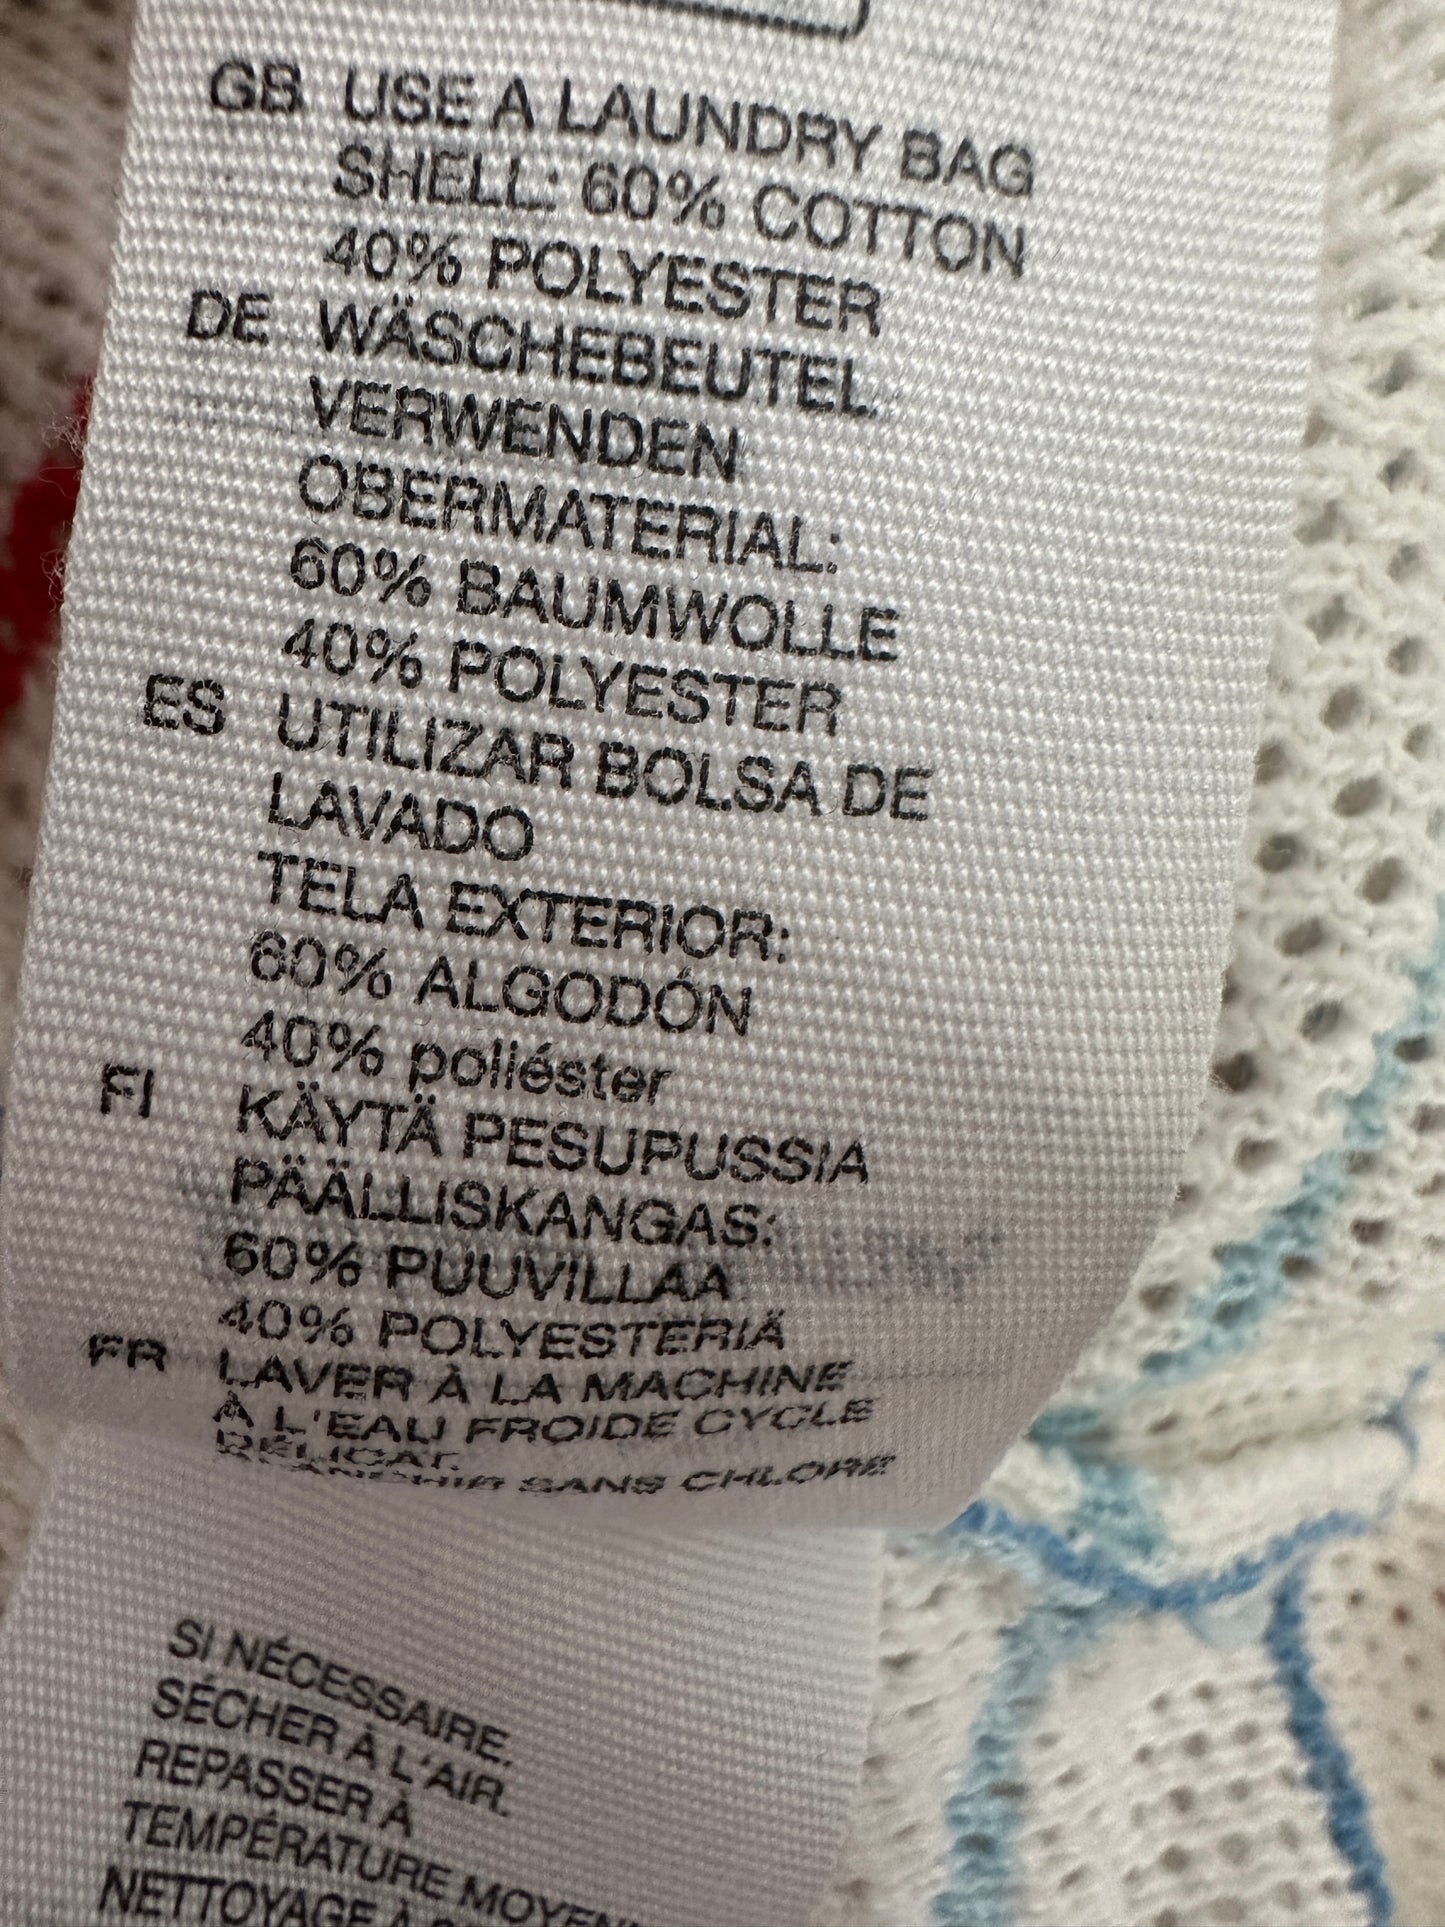 GB USE A LAUNDRY BAG
SHELL: 60% COTTON
40% POLYESTER
DE WÄSCHEBEUTEL
VERWENDEN
OBERMATERIAL:
60% BAUMWOLLE
40% POLYESTER
ES UTILIZAR BOLSA DE
LAVADO
TELA EXTERIOR:
60% ALGODÓN
40% poliéster
FI KÄYTÄ PESUPUSSIA
PÄÄLLISKANGAS:
60% PUUVILLAA
40% POLYESTERIÄ
FR LAVER À LA MACHINE
À L'EAU FROIDE CYCLE
DÉLICAT.
SANS CHLORE
SI NÉCESSAIRE.
SÉCHER À L'AIR.
REPASSER À
TEMPÉRATURE
NETTOYAGE À